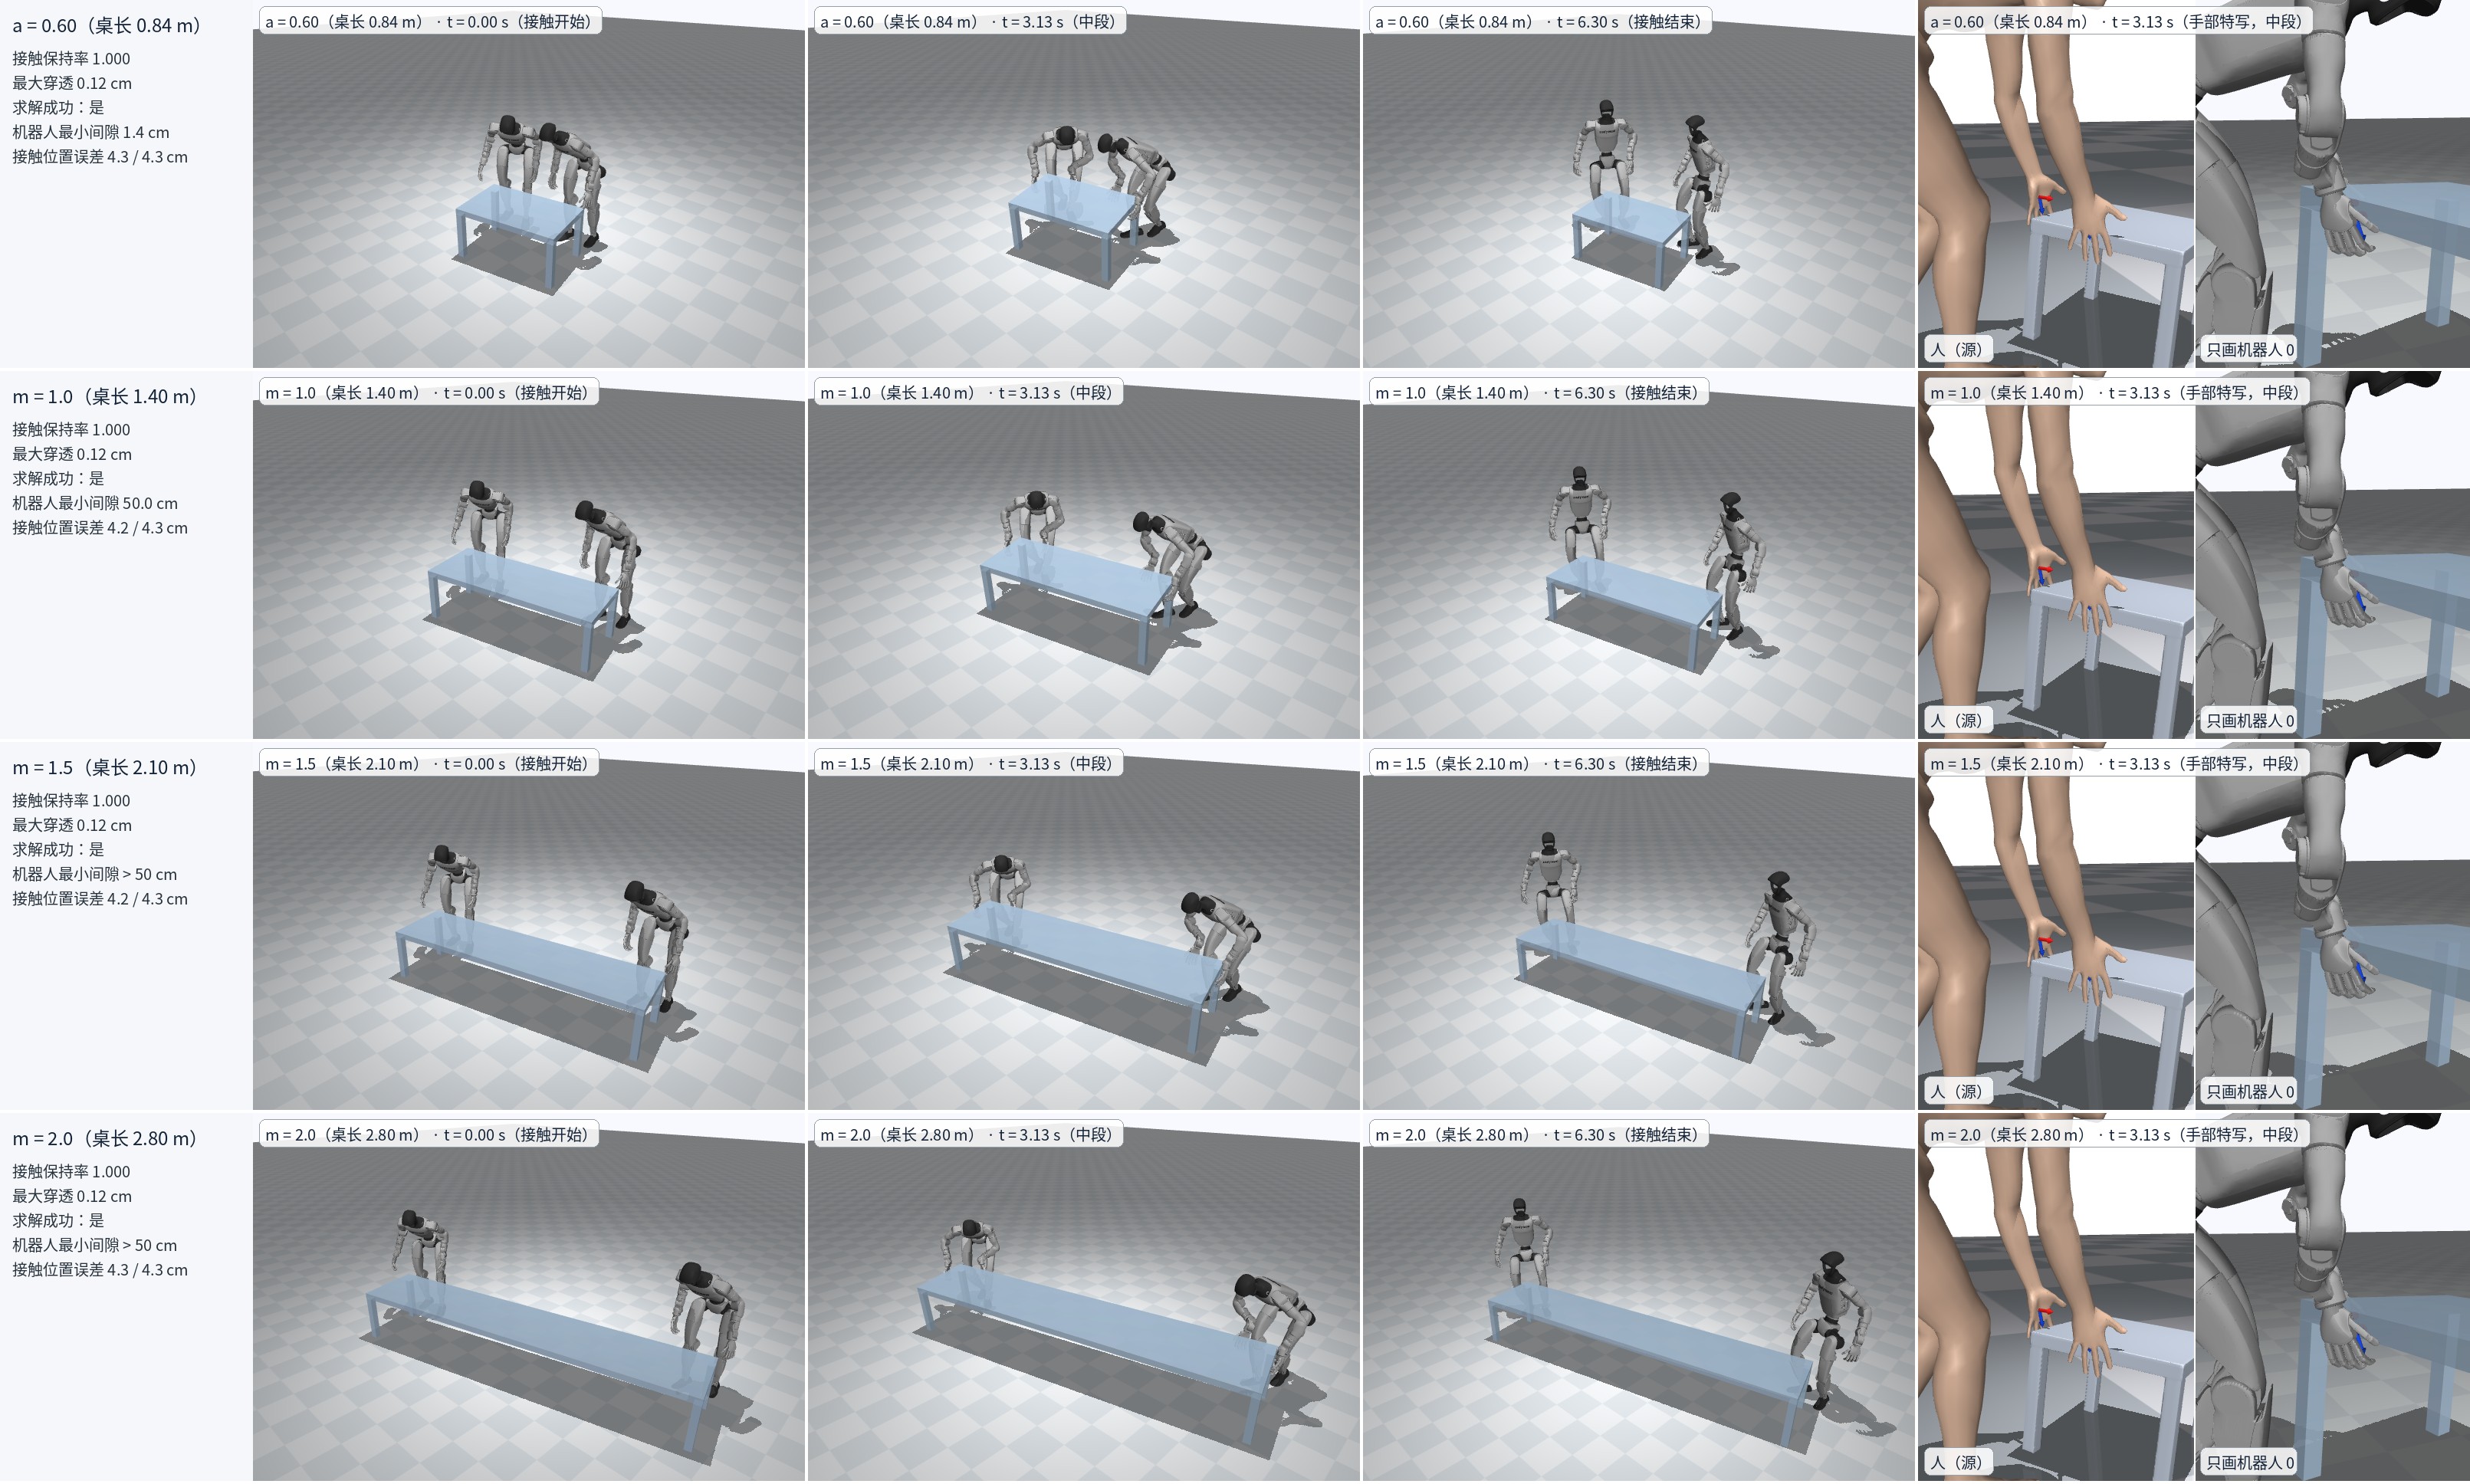 a = 0.60（桌长 0.84 m）
接触保持率 1.000
最大穿透 0.12 cm
求解成功：是
机器人最小间隙 1.4 cm
接触位置误差 4.3 / 4.3 cm
a = 0.60（桌长 0.84 m） · t = 0.00 s（接触开始）
a = 0.60（桌长 0.84 m） · t = 3.13 s（中段）
a = 0.60（桌长 0.84 m） · t = 6.30 s（接触结束）
a = 0.60（桌长 0.84 m） · t = 3.13 s（手部特写，中段）
人（源）
只画机器人 0
m = 1.0（桌长 1.40 m）
接触保持率 1.000
最大穿透 0.12 cm
求解成功：是
机器人最小间隙 50.0 cm
接触位置误差 4.2 / 4.3 cm
m = 1.0（桌长 1.40 m） · t = 0.00 s（接触开始）
m = 1.0（桌长 1.40 m） · t = 3.13 s（中段）
m = 1.0（桌长 1.40 m） · t = 6.30 s（接触结束）
m = 1.0（桌长 1.40 m） · t = 3.13 s（手部特写，中段）
人（源）
只画机器人 0
m = 1.5（桌长 2.10 m）
接触保持率 1.000
最大穿透 0.12 cm
求解成功：是
机器人最小间隙 > 50 cm
接触位置误差 4.2 / 4.3 cm
m = 1.5（桌长 2.10 m） · t = 0.00 s（接触开始）
m = 1.5（桌长 2.10 m） · t = 3.13 s（中段）
m = 1.5（桌长 2.10 m） · t = 6.30 s（接触结束）
m = 1.5（桌长 2.10 m） · t = 3.13 s（手部特写，中段）
人（源）
只画机器人 0
m = 2.0（桌长 2.80 m）
接触保持率 1.000
最大穿透 0.12 cm
求解成功：是
机器人最小间隙 > 50 cm
接触位置误差 4.3 / 4.3 cm
m = 2.0（桌长 2.80 m） · t = 0.00 s（接触开始）
m = 2.0（桌长 2.80 m） · t = 3.13 s（中段）
m = 2.0（桌长 2.80 m） · t = 6.30 s（接触结束）
m = 2.0（桌长 2.80 m） · t = 3.13 s（手部特写，中段）
人（源）
只画机器人 0